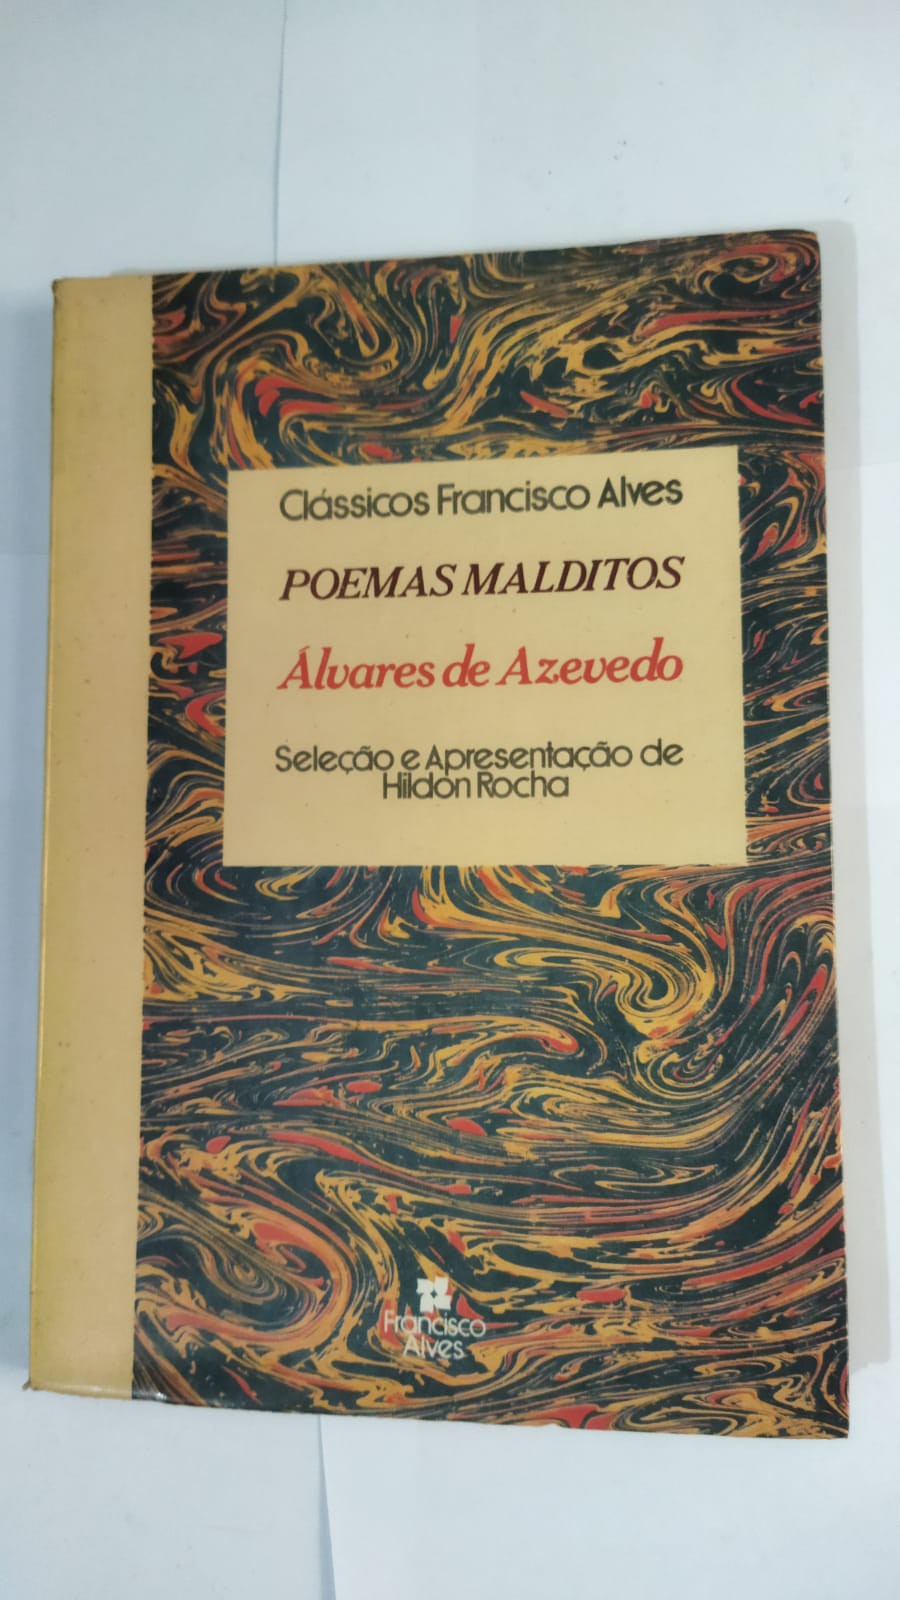 Clássicos Francisco Alves
POEMAS MALDITOS
Álvares de Azevedo
Seleção e Apresentação de
Hildon Rocha
Francisco
Alves